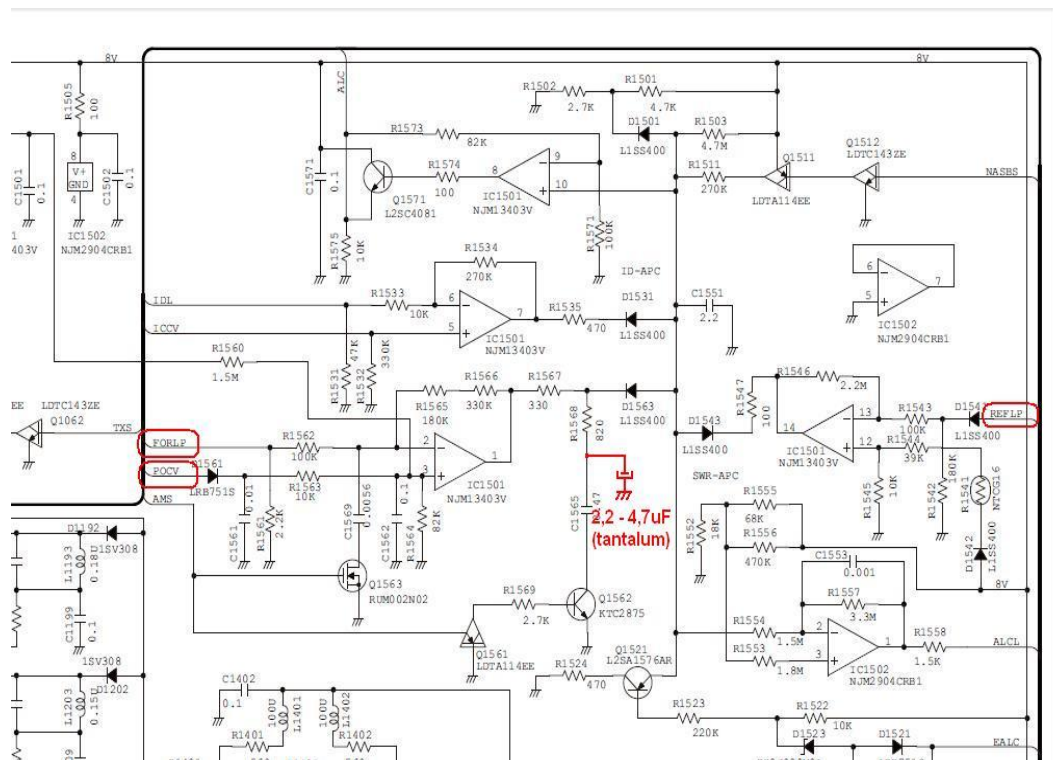 8V
8V
R1505
100
ALC
R1502
2.7K
R1501
4.7K
D1501
L1SS400
R1503
4.7M
R1573
82K
Q1512
LDTC143ZE
Q1511
LDTA114EE
R1511
270K
NASBS
C1501
0.1
8
V+
GND
4
C1502
0.1
IC1502
NJM2904CRB1
1
403V
C1571
0.1
R1574
100
Q1571
L2SC4081
8
9
10
IC1501
NJM13403V
R1571
100K
R1575
10K
R1534
270K
ID-APC
6
5
7
IC1502
NJM2904CRB1
IDL
R1533
10K
6
5
7
IC1501
NJM13403V
R1535
470
D1531
L1SS400
C1551
2.2
ICCV
R1560
1.5M
R1531
47K
R1532
330K
R1565
180K
R1566
330K
R1567
330
D1563
L1SS400
R1568
820
R1547
100
R1546
2.2M
EE
LDTC143ZE
Q1062
TXS
FORLP
POCV
AMS
D1561
LRB751S
R1562
100K
R1563
10K
2
3
1
IC1501
NJM13403V
D1543
L1SS400
14
13
12
IC1501
NJM13403V
R1543
100K
R1544
39K
L1SS400
REFLP
SWR-APC
C1561
0.01
R1561
2.2K
C1569
0.0056
C1562
0.1
R1564
82K
C1565
2,2 - 4,7uF
(tantalum)
R1545
10K
R1542
180K
R1541
NTCG16
D1542
L1SS400
8V
R1552
18K
R1555
68K
R1556
470K
C1553
0.001
R1557
3.3M
D1192
1SV308
L1193
0.18U
C1199
0.1
Q1563
RUM002N02
R1569
2.7K
Q1562
KTC2875
Q1561
LDTA114EE
R1554
1.5M
R1553
1.8M
2
3
1
IC1502
NJM2904CRB1
R1558
1.5K
ALCL
1SV308
D1202
L1203
0.15U
C1402
0.1
100U
L1401
100U
L1402
R1401
R1402
R1524
470
Q1521
L2SA1576AR
R1523
220K
R1522
10K
D1523
D1521
EALC